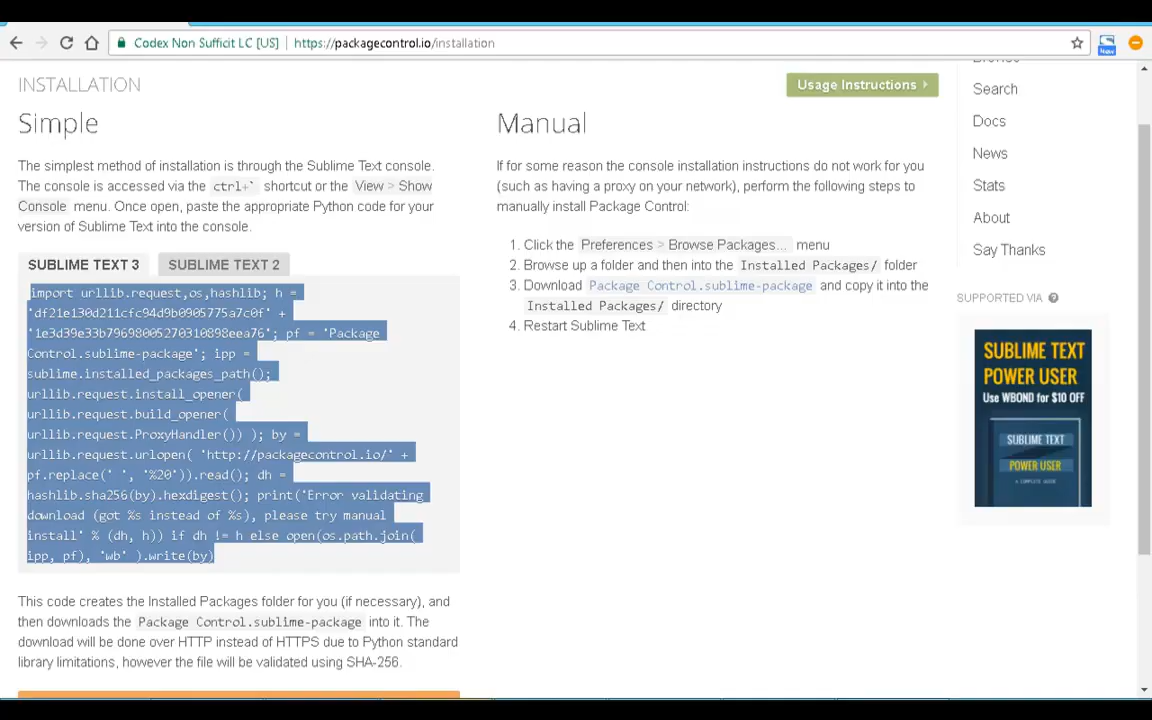 Codex Non Sufficit LC [US]
https://packagecontrol.io/installation
New
INSTALLATION
Usage Instructions
Simple
The simplest method of installation is through the Sublime Text console.
The console is accessed via the ctrl+` shortcut or the View > Show
Console menu. Once open, paste the appropriate Python code for your
version of Sublime Text into the console.
SUBLIME TEXT 3
SUBLIME TEXT 2
import urllib.request,os,hashlib; h =
'df21e130d211cfc94d9b0905775a7c0f' +
'1e3d39e33b79698005270310898eea76'; pf = 'Package
Control.sublime-package'; ipp =
sublime.installed_packages_path();
urllib.request.install_opener(
urllib.request.build_opener(
urllib.request.ProxyHandler()) ); by =
urllib.request.urlopen( 'http://packagecontrol.io/' +
pf.replace(' ', '%20')).read(); dh =
hashlib.sha256(by).hexdigest(); print('Error validating
download (got %s instead of %s), please try manual
install' % (dh, h)) if dh != h else open(os.path.join(
ipp, pf), 'wb' ).write(by)
This code creates the Installed Packages folder for you (if necessary), and
then downloads the Package Control.sublime-package into it. The
download will be done over HTTP instead of HTTPS due to Python standard
library limitations, however the file will be validated using SHA-256.
Manual
If for some reason the console installation instructions do not work for you
(such as having a proxy on your network), perform the following steps to
manually install Package Control:
1. Click the Preferences > Browse Packages... menu
2. Browse up a folder and then into the Installed Packages/ folder
3. Download Package Control.sublime-package and copy it into the
Installed Packages/ directory
4. Restart Sublime Text
Browse
Search
Docs
News
Stats
About
Say Thanks
SUPPORTED VIA
SUBLIME TEXT
POWER USER
Use WBOND for $10 OFF
SUBLIME TEXT
POWER USER
A COMPLETE GUIDE